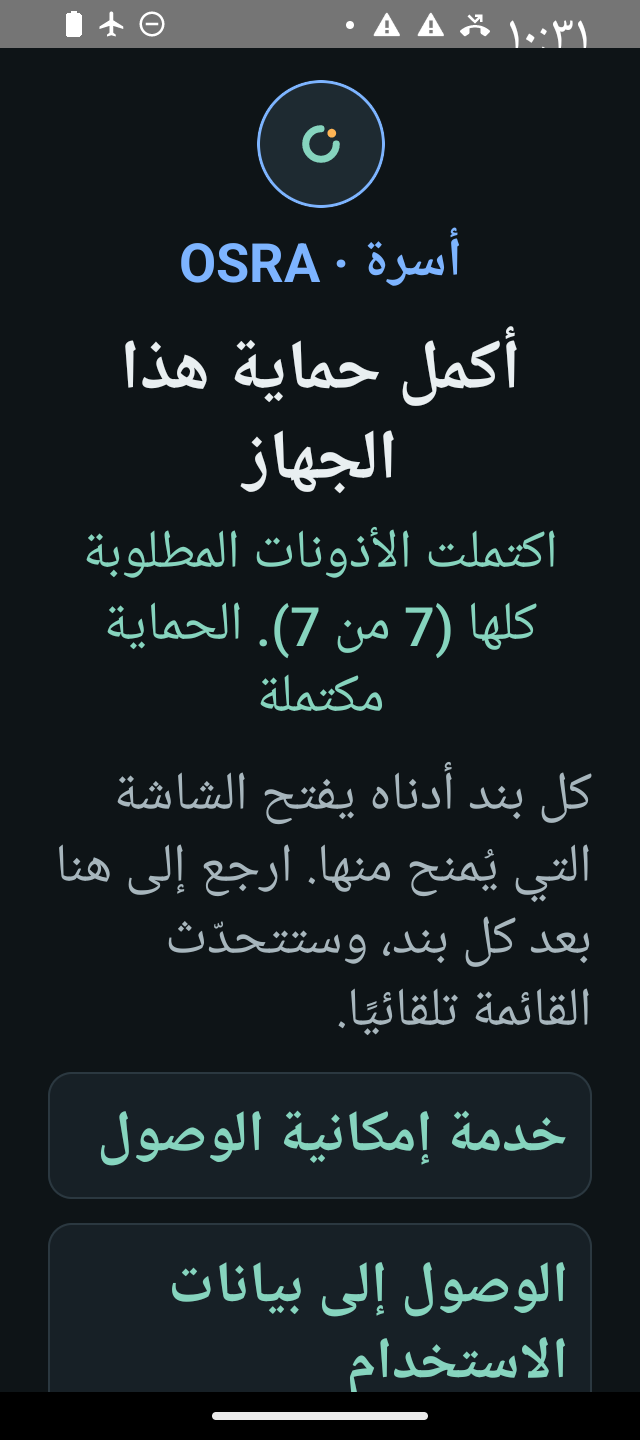 ١٠:٣١
أسرة · OSRA
أكمل حماية هذا
الجهاز
اكتملت الأذونات المطلوبة
كلها (7 من 7). الحماية
مكتملة
كل بند أدناه يفتح الشاشة
التي يُمنح منها. ارجع إلى هنا
بعد كل بند، وستتحدّث
القائمة تلقائيًا.
خدمة إمكانية الوصول
الوصول إلى بيانات
الاستخدام